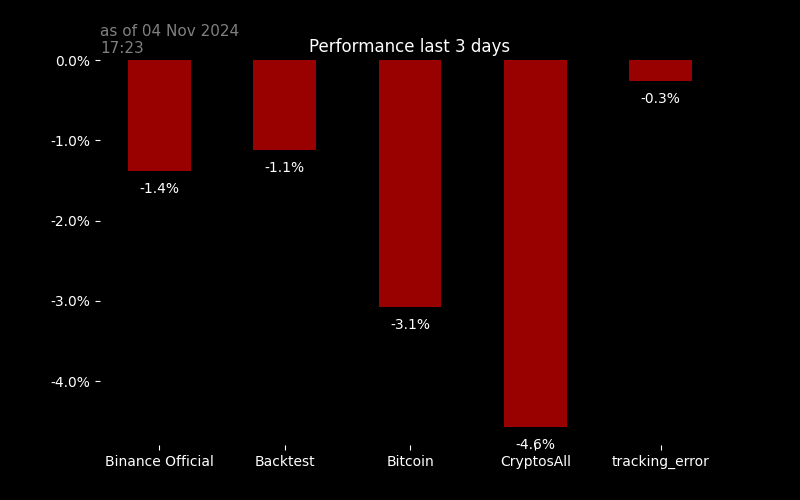 as of 04 Nov 2024
17:23
Performance last 3 days
0.0%
-1.0%
-2.0%
-3.0%
-4.0%
-1.4%
-1.1%
-3.1%
-4.6%
-0.3%
Binance Official
Backtest
Bitcoin
CryptosAll
tracking_error